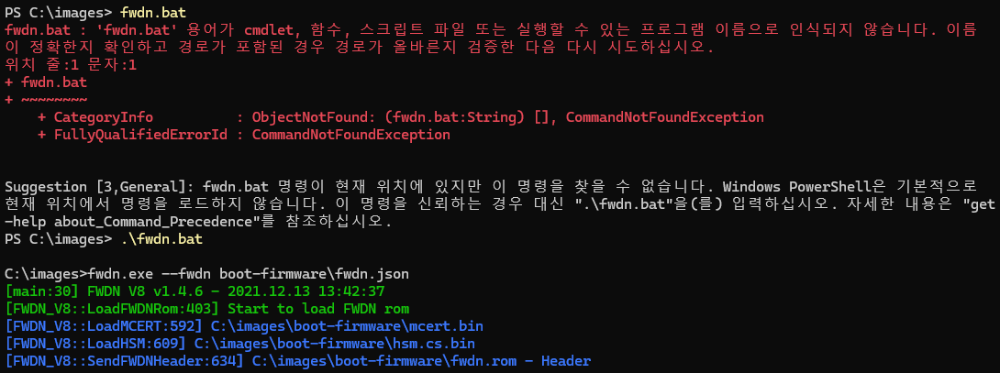 PS C:\images> fwdn.bat
fwdn.bat : 'fwdn.bat' 용어가 cmdlet, 함수, 스크립트 파일 또는 실행할 수 있는 프로그램 이름으로 인식되지 않습니다. 이름
이 정확한지 확인하고 경로가 포함된 경우 경로가 올바른지 검증한 다음 다시 시도하십시오.
위치 줄:1 문자:1
+ fwdn.bat
+ ~~~~~~~~
    + CategoryInfo          : ObjectNotFound: (fwdn.bat:String) [], CommandNotFoundException
    + FullyQualifiedErrorId : CommandNotFoundException
Suggestion [3,General]: fwdn.bat 명령이 현재 위치에 있지만 이 명령을 찾을 수 없습니다. Windows PowerShell은 기본적으로
현재 위치에서 명령을 로드하지 않습니다. 이 명령을 신뢰하는 경우 대신 ".\fwdn.bat"을(를) 입력하십시오. 자세한 내용은 "get
-help about_Command_Precedence"를 참조하십시오.
PS C:\images> .\fwdn.bat
C:\images>fwdn.exe --fwdn boot-firmware\fwdn.json
[main:30] FWDN V8 v1.4.6 - 2021.12.13 13:42:37
[FWDN_V8::LoadFWDNRom:403] Start to load FWDN rom
[FWDN_V8::LoadMCERT:592] C:\images\boot-firmware\mcert.bin
[FWDN_V8::LoadHSM:609] C:\images\boot-firmware\hsm.cs.bin
[FWDN_V8::SendFWDNHeader:634] C:\images\boot-firmware\fwdn.rom - Header